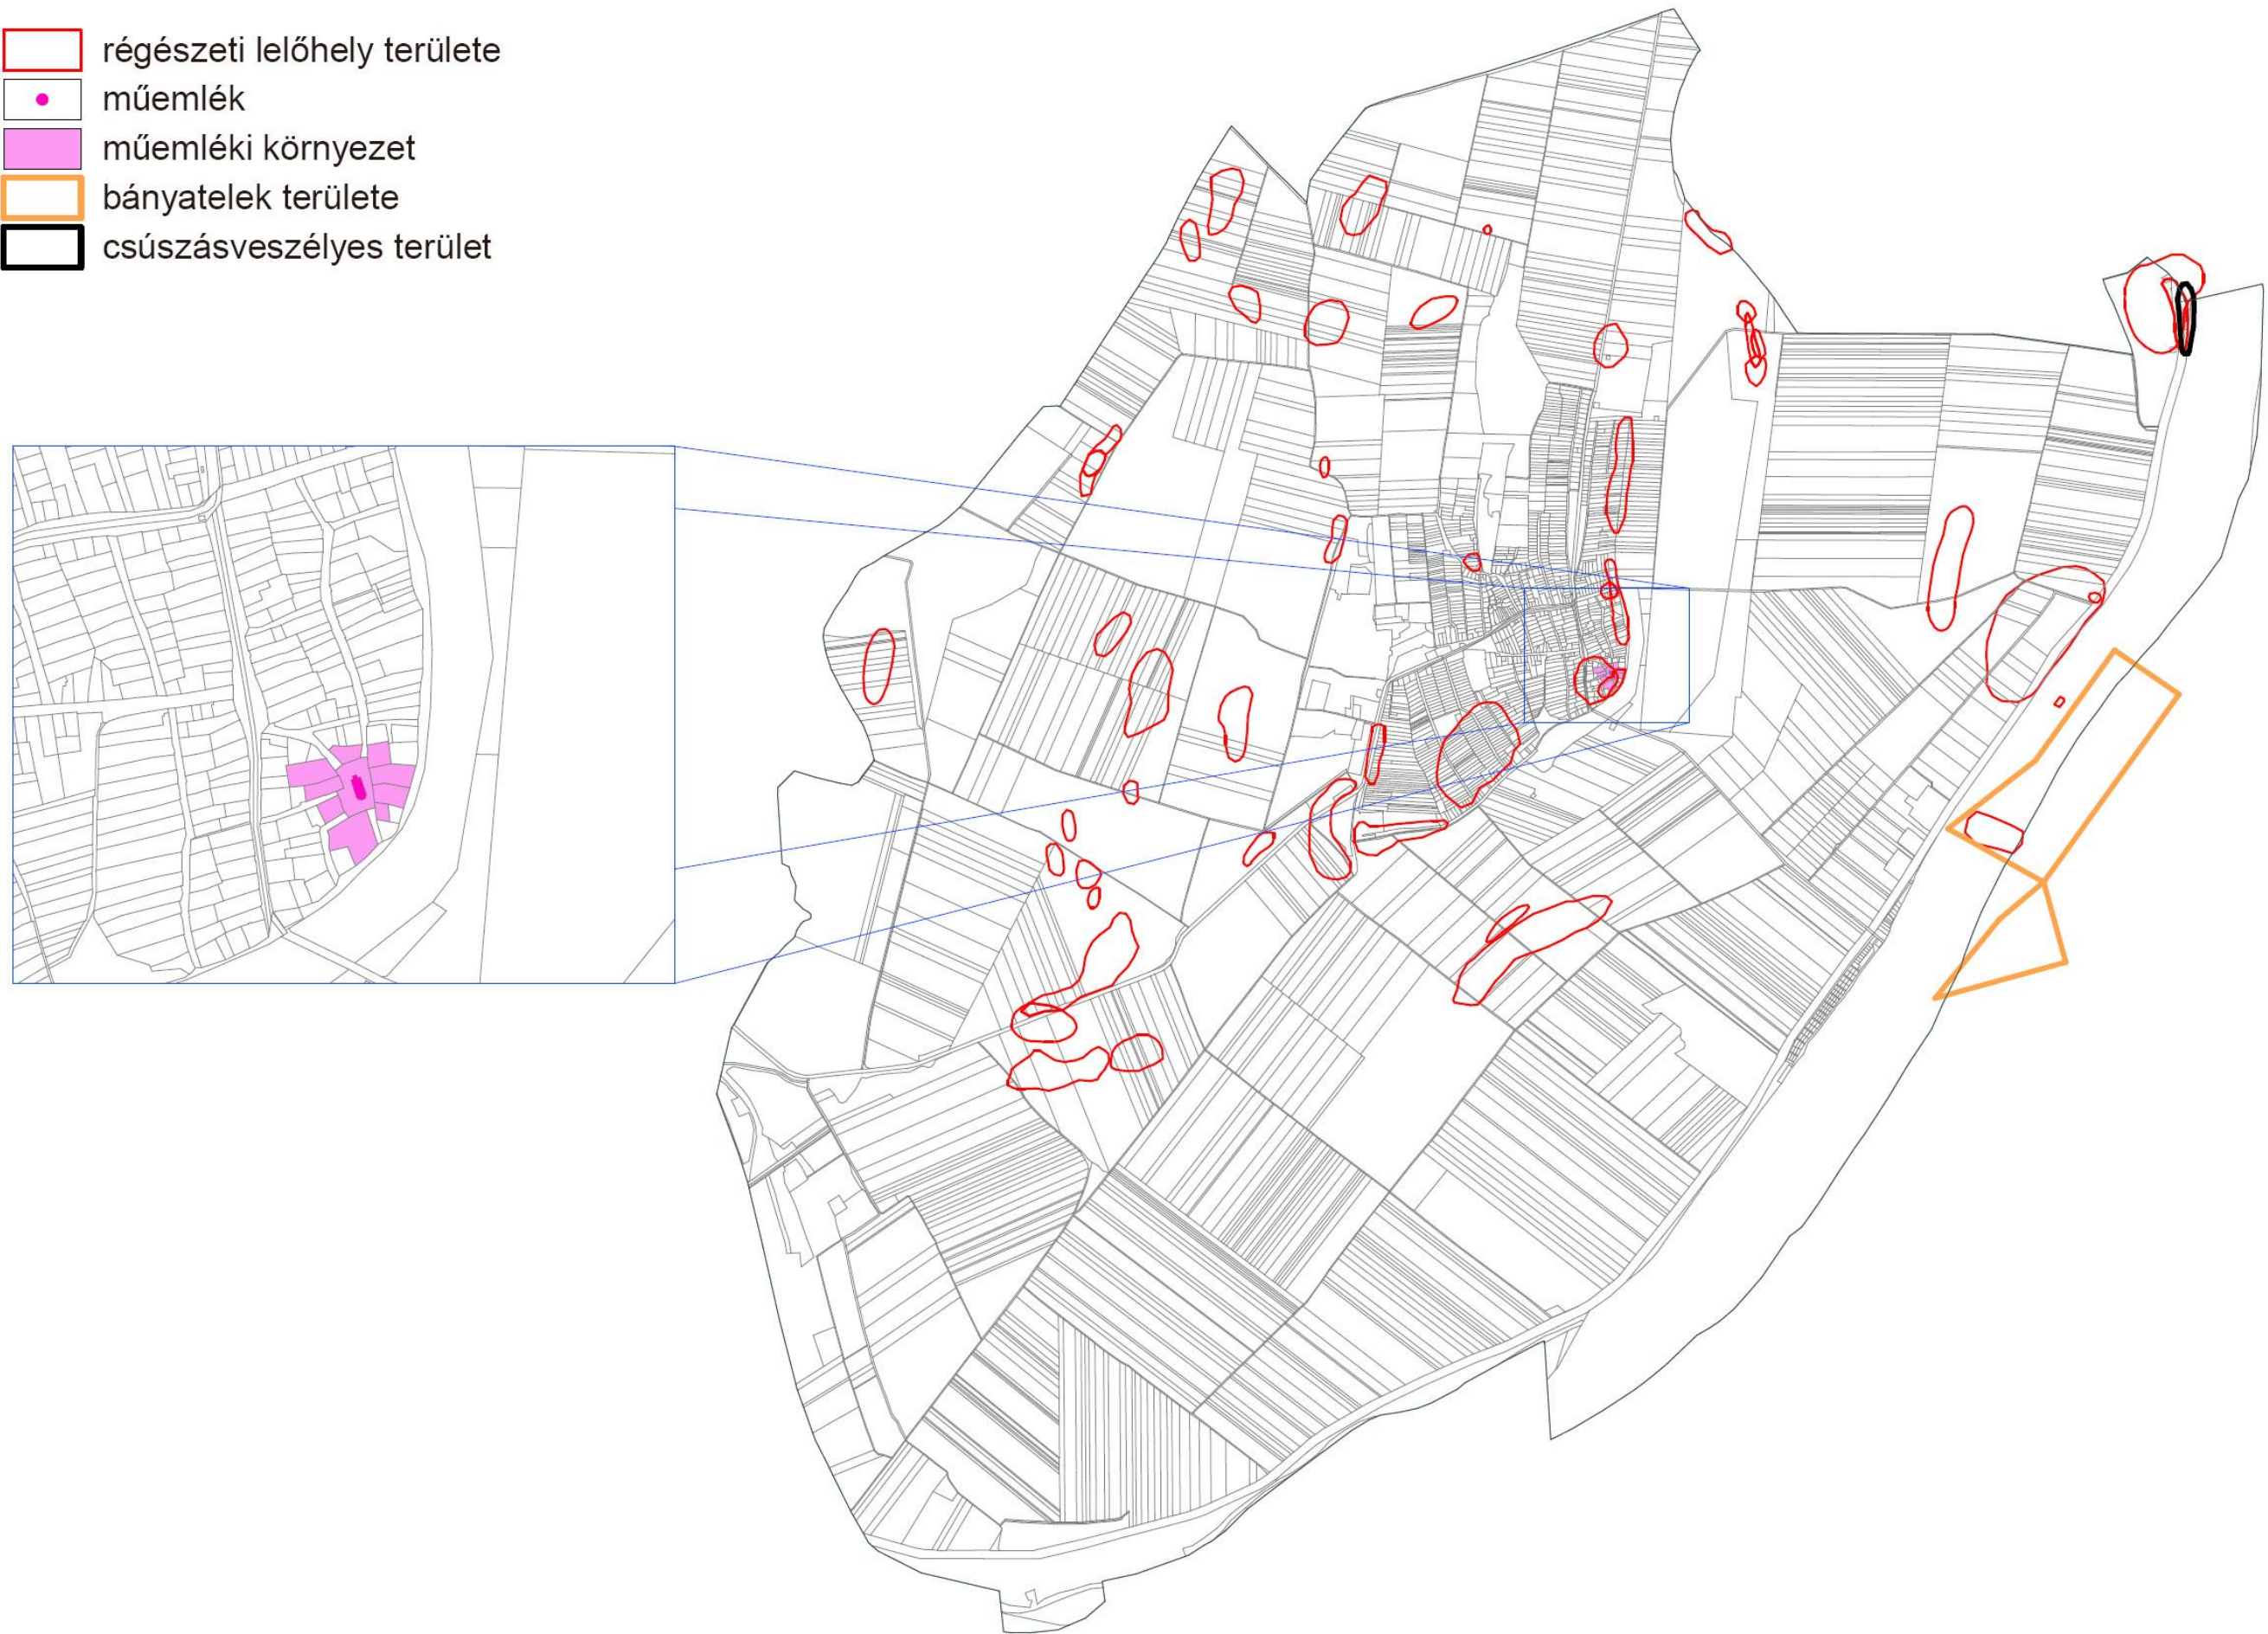 régészeti lelőhely területe
műemlék
műemléki környezet
bányatelek területe
csúszásveszélyes terület